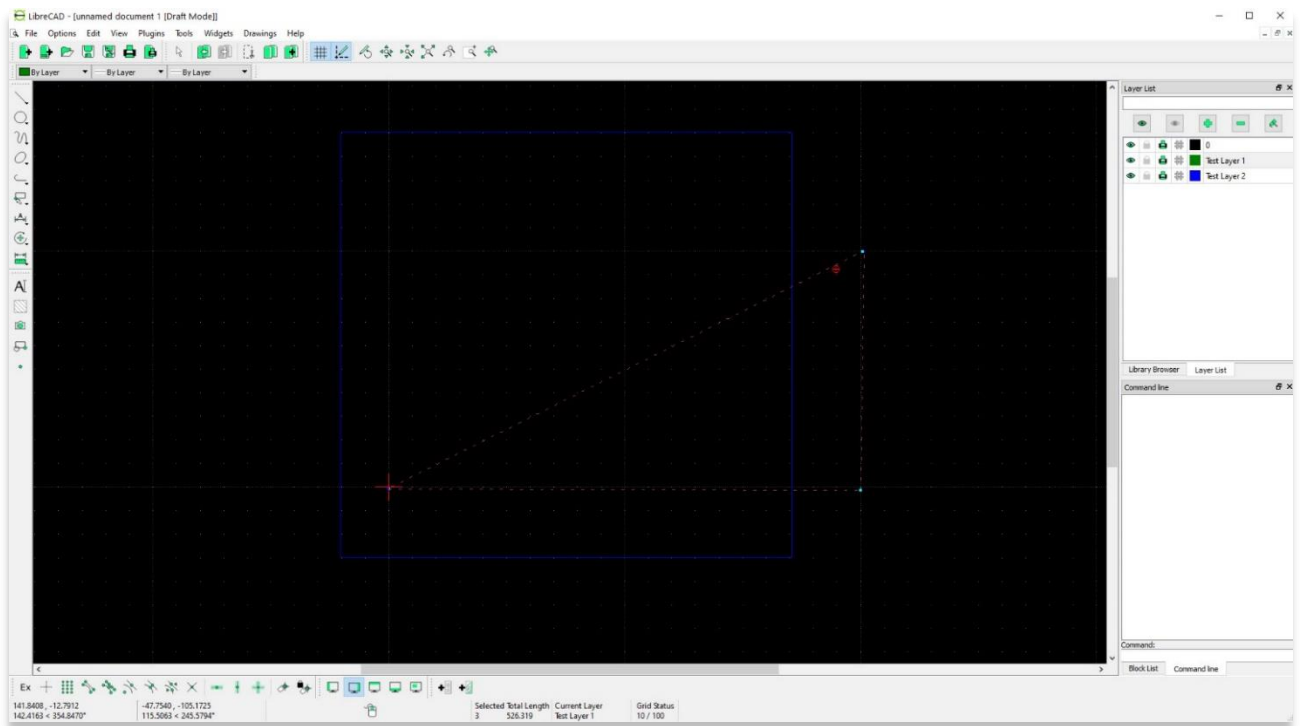 LibreCAD - [unnamed document 1 [Draft Mode]]
File Options Edit View Plugins Tools Widgets Drawings Help
By Layer By Layer By Layer
Layer List
0
Test Layer 1
Test Layer 2
Library Browser Layer List
Command line
Command:
Block List Command line
Ex
141.8408 , -12.7912 -47.7540 , -105.1725 Selected Total Length Current Layer Grid Status
142.4163 < 354.8470° 115.5063 < 245.5794° 3 526.319 Test Layer 1 10 / 100